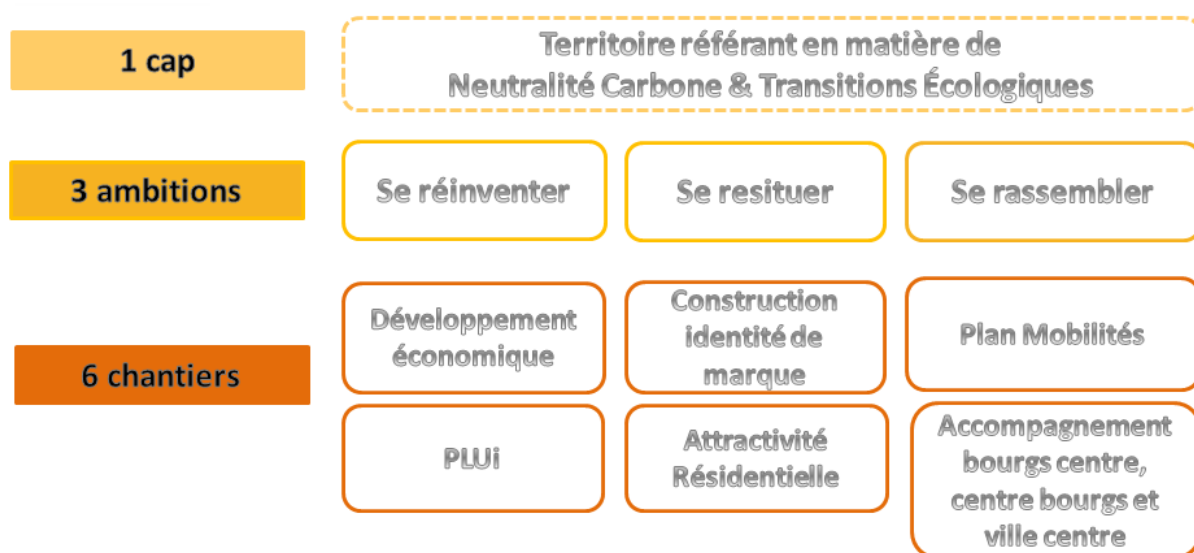 1 cap
Territoire référant en matière de
Neutralité Carbone & Transitions Écologiques
3 ambitions
Se réinventer
Se resituer
Se rassembler
6 chantiers
Développement
économique
Construction
identité de
marque
Plan Mobilités
PLUi
Attractivité
Résidentielle
Accompagnement
bourgs centre,
centre bourgs et
ville centre